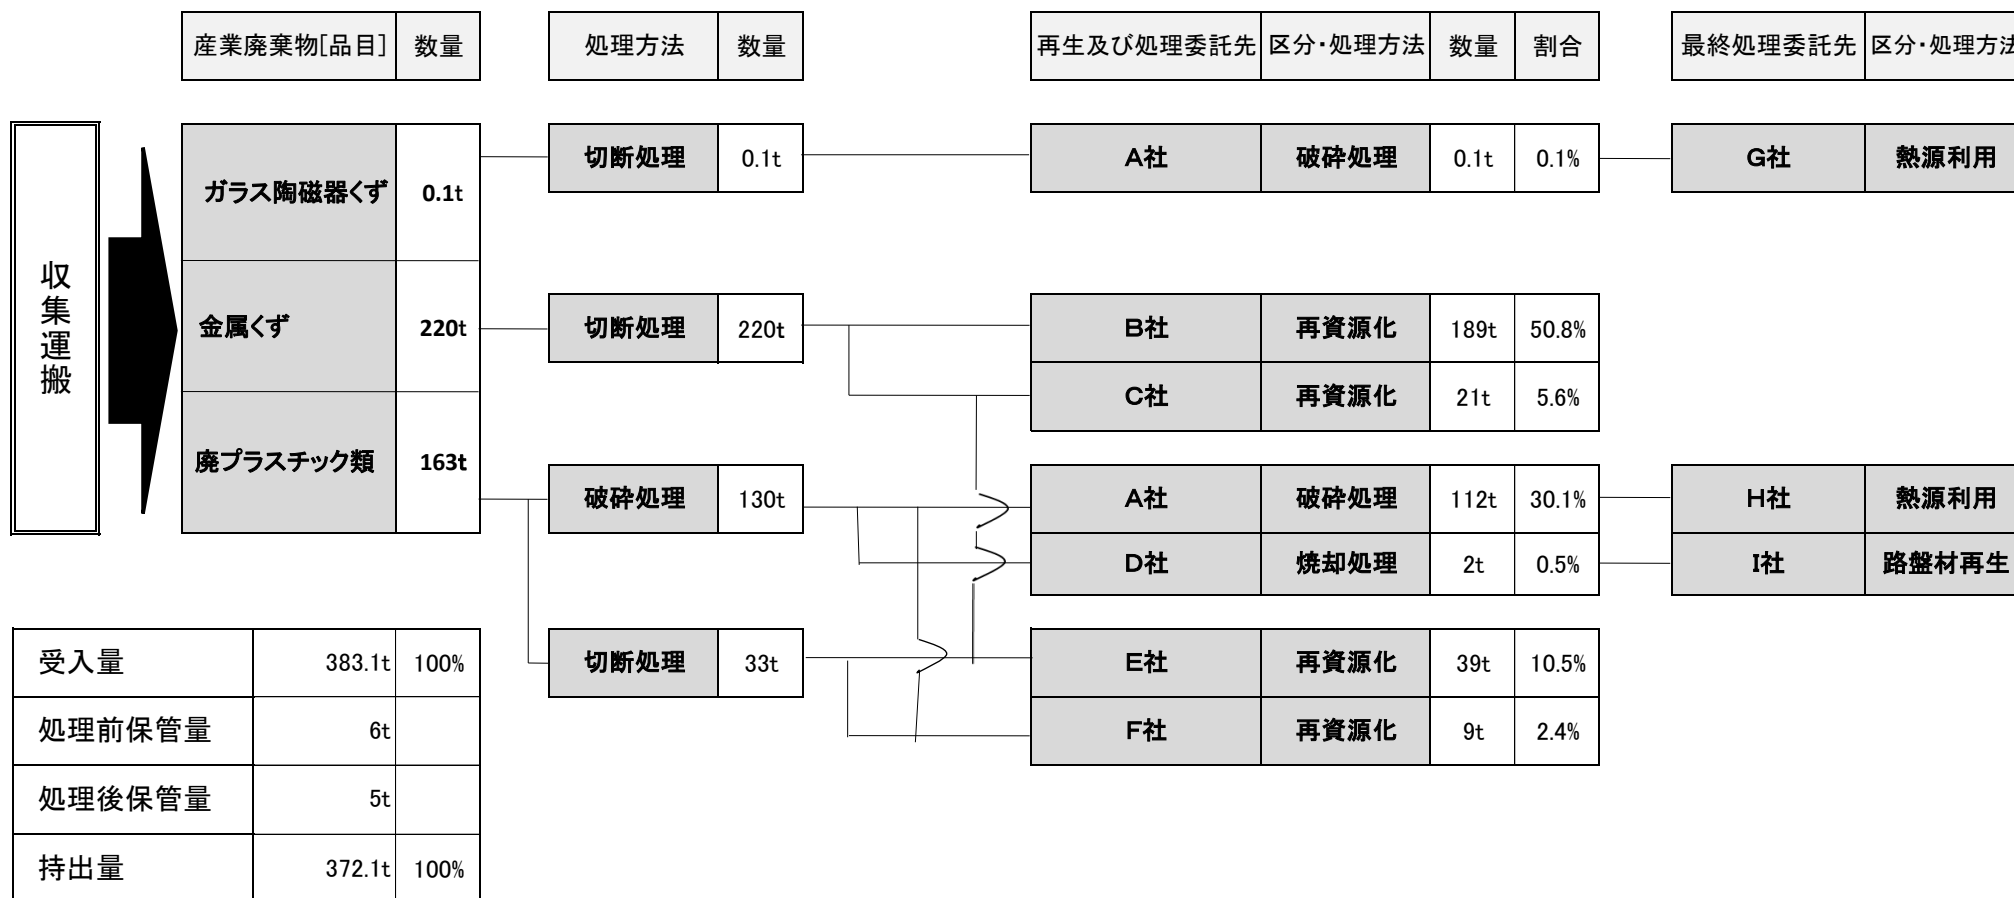 産業廃棄物[品目] 数量 処理方法 数量 再生及び処理委託先 区分・処理方法 数量 割合 最終処理委託先 区分・処理方法
収集運搬
ガラス陶磁器くず 0.1t 切断処理 0.1t A社 破砕処理 0.1t 0.1% G社 熱源利用
金属くず 220t 切断処理 220t B社 再資源化 189t 50.8%
C社 再資源化 21t 5.6%
廃プラスチック類 163t 破砕処理 130t A社 破砕処理 112t 30.1% H社 熱源利用
D社 焼却処理 2t 0.5% I社 路盤材再生
切断処理 33t E社 再資源化 39t 10.5%
F社 再資源化 9t 2.4%
受入量 383.1t 100%
処理前保管量 6t
処理後保管量 5t
持出量 372.1t 100%